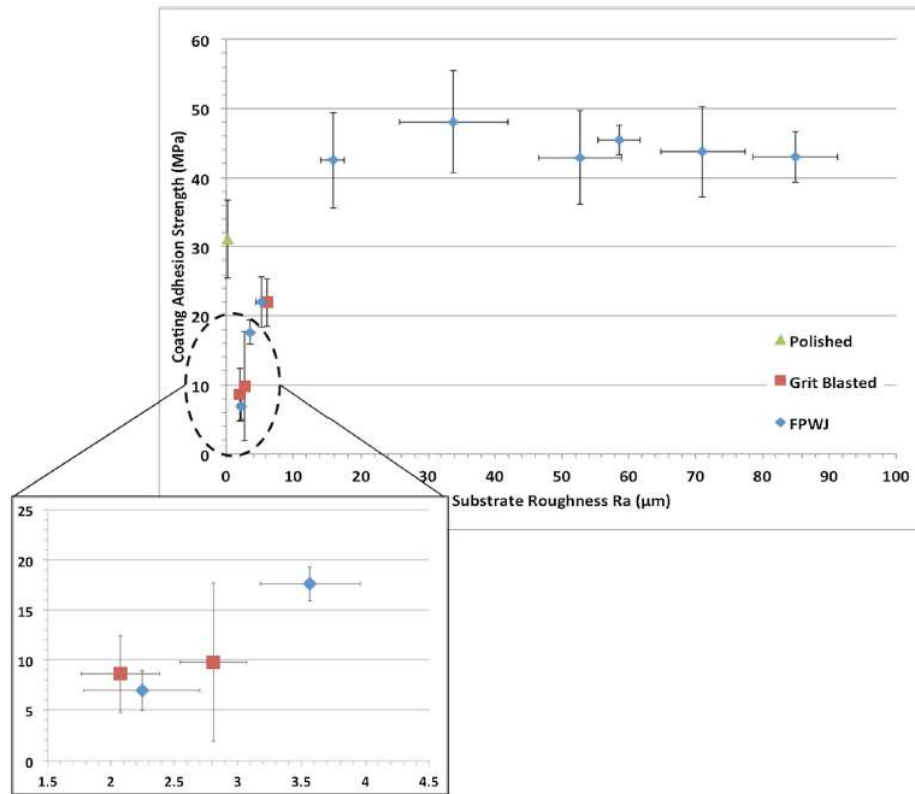 60
50
40
30
20
10
0
Coating Adhesion Strength (MPa)
Polished
Grit Blasted
FPWJ
0 10 20 30 40 50 60 70 80 90 100
Substrate Roughness Ra (µm)
25
20
15
10
5
0
1.5 2 2.5 3 3.5 4 4.5